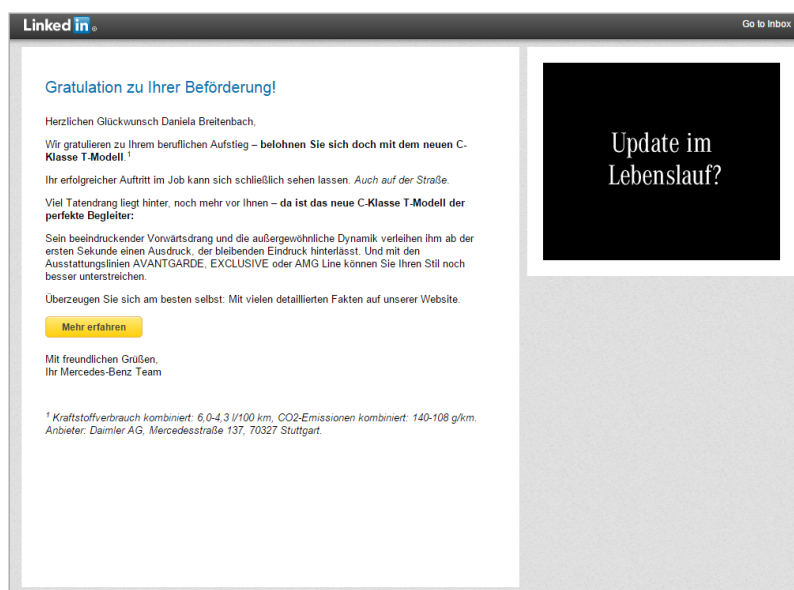 Linked in ®
Go to Inbox
Gratulation zu Ihrer Beförderung!
Herzlichen Glückwunsch Daniela Breitenbach,
Wir gratulieren zu Ihrem beruflichen Aufstieg – belohnen Sie sich doch mit dem neuen C-
Klasse T-Modell.¹
Ihr erfolgreicher Auftritt im Job kann sich schließlich sehen lassen. Auch auf der Straße.
Viel Tatendrang liegt hinter, noch mehr vor Ihnen – da ist das neue C-Klasse T-Modell der
perfekte Begleiter:
Sein beeindruckender Vorwärtsdrang und die außergewöhnliche Dynamik verleihen ihm ab der
ersten Sekunde einen Ausdruck, der bleibenden Eindruck hinterlässt. Und mit den
Ausstattungslinien AVANTGARDE, EXCLUSIVE oder AMG Line können Sie Ihren Stil noch
besser unterstreichen.
Überzeugen Sie sich am besten selbst: Mit vielen detaillierten Fakten auf unserer Website.
Mehr erfahren
Mit freundlichen Grüßen,
Ihr Mercedes-Benz Team
¹ Kraftstoffverbrauch kombiniert: 6,0-4,3 l/100 km, CO2-Emissionen kombiniert: 140-108 g/km.
Anbieter: Daimler AG, Mercedesstraße 137, 70327 Stuttgart.
Update im
Lebenslauf?